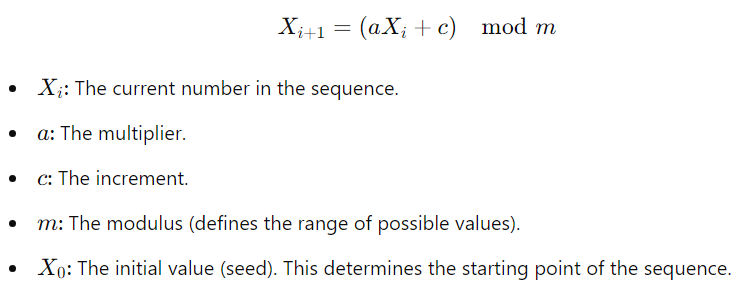 X_{i+1} = (aX_i + c) mod m
• X_i: The current number in the sequence.
• a: The multiplier.
• c: The increment.
• m: The modulus (defines the range of possible values).
• X_0: The initial value (seed). This determines the starting point of the sequence.